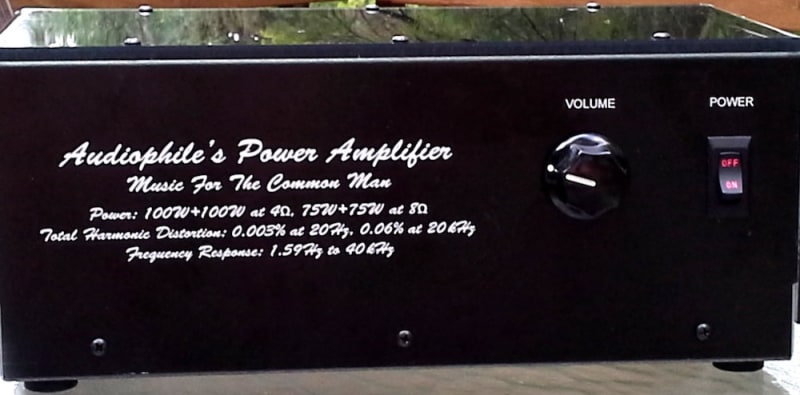 VOLUME
POWER
OFF
ON
Audiophile's Power Amplifier
Music For The Common Man
Power: 100W+100W at 4Ω, 75W+75W at 8Ω
Total Harmonic Distortion: 0.003% at 20Hz, 0.06% at 20kHz
Frequency Response: 1.59Hz to 40kHz